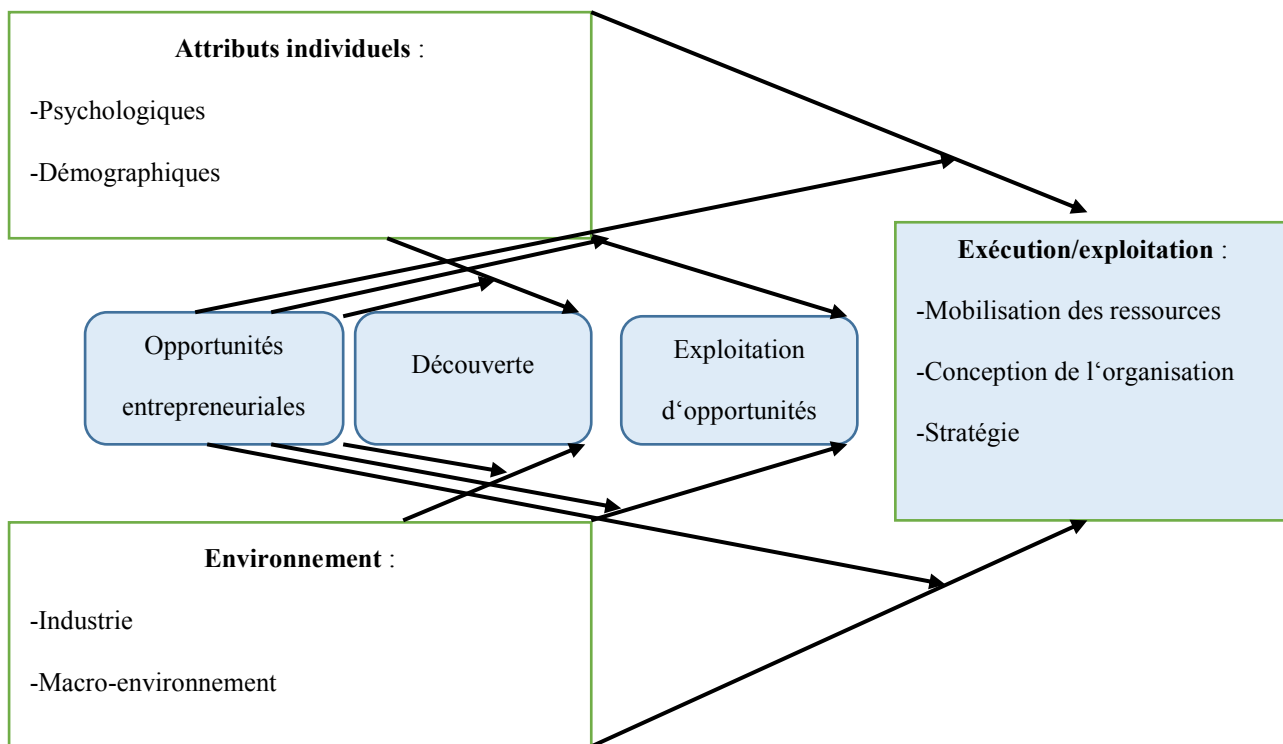 Attributs individuels :
-Psychologiques
-Démographiques
Exécution/exploitation :
-Mobilisation des ressources
-Conception de l‘organisation
-Stratégie
Opportunités
entrepreneuriales
Découverte
Exploitation
d‘opportunités
Environnement :
-Industrie
-Macro-environnement